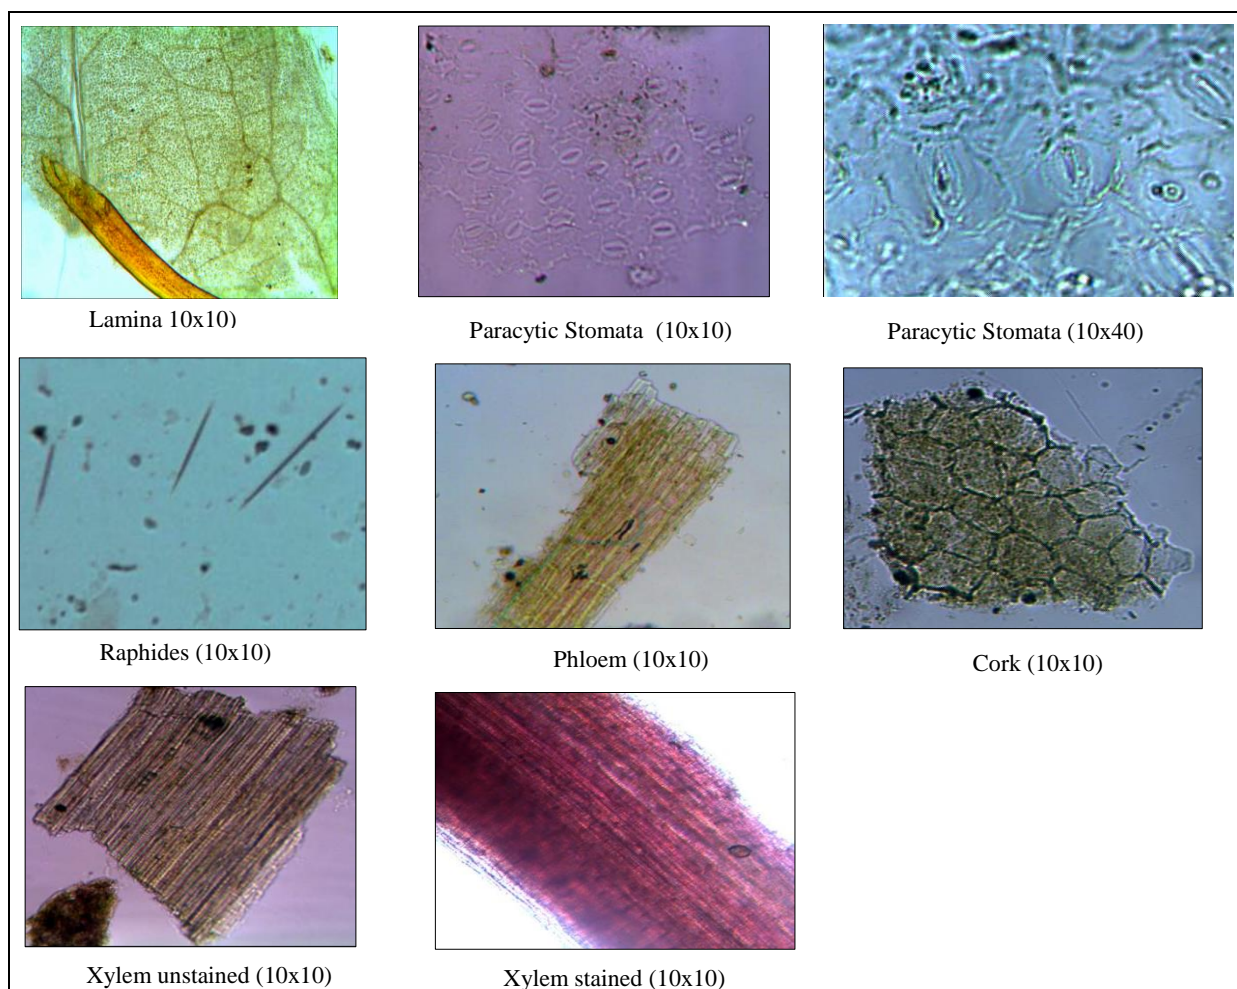 Lamina 10x10)
Paracytic Stomata (10x10)
Paracytic Stomata (10x40)
Raphides (10x10)
Phloem (10x10)
Cork (10x10)
Xylem unstained (10x10)
Xylem stained (10x10)